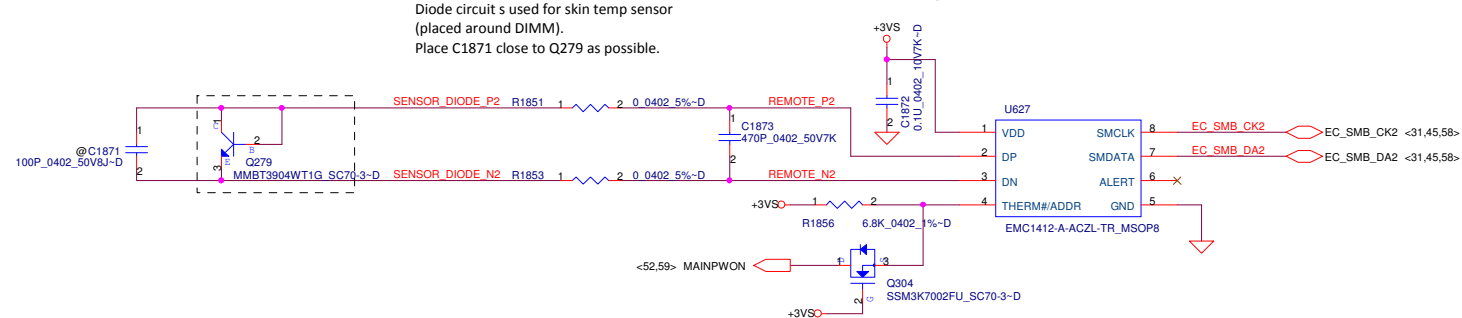 Diode circuit s used for skin temp sensor
(placed around DIMM).
Place C1871 close to Q279 as possible.
+3VS
1
2
C1872
0.1U_0402_10V7K~D
SENSOR_DIODE_P2 R1851 1 2 0_0402_5%~D REMOTE_P2
@C1871
100P_0402_50V8J~D
1
2
C
1
2
B
E
3
Q279
MMBT3904WT1G_SC70-3~D
SENSOR_DIODE_N2 R1853 1 2 0_0402_5%~D REMOTE_N2
1
C1873
470P_0402_50V7K
2
U627
1 VDD SMCLK 8 EC_SMB_CK2 EC_SMB_CK2 <31,45,58>
2 DP SMDATA 7 EC_SMB_DA2 EC_SMB_DA2 <31,45,58>
3 DN ALERT 6
4 THERM#/ADDR GND 5
EMC1412-A-ACZL-TR_MSOP8
+3VS 1 2
R1856 6.8K_0402_1%~D
<52,59> MAINPWON 1 D S 3
Q304
SSM3K7002FU_SC70-3~D
2 G
+3VS